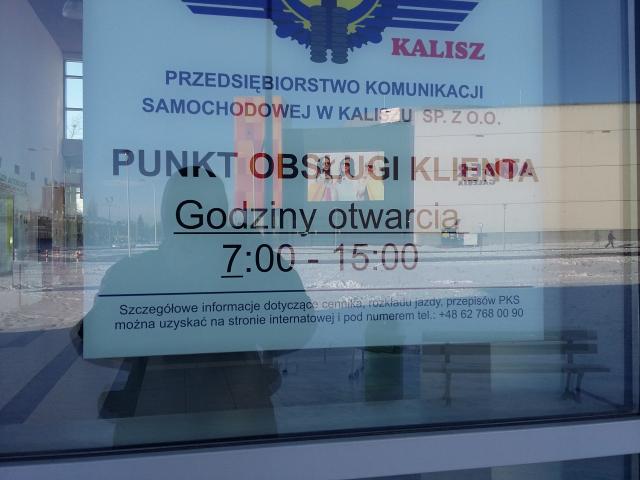 KALISZ
PRZEDSIĘBIORSTWO KOMUNIKACJI
SAMOCHODOWEJ W KALISZU SP. Z O.O.
PUNKT OBSŁUGI KLIENTA
Godziny otwarcia
7:00 - 15:00
Szczegółowe informacje dotyczące cennika, rozkładu jazdy, przepisów PKS
można uzyskać na stronie internatowej i pod numerem tel.: +48 62 768 00 90